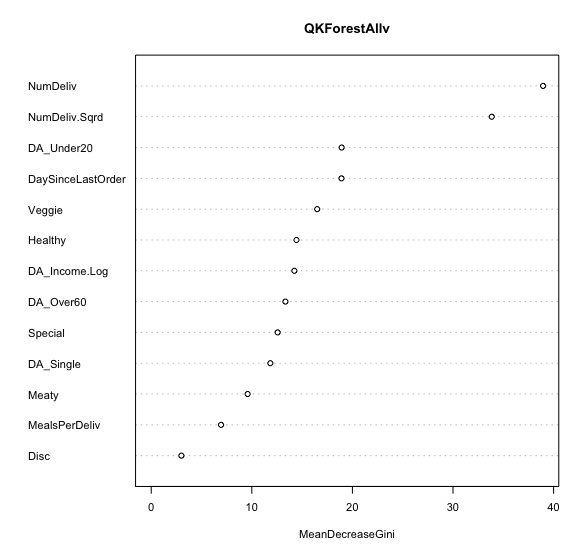 QKForestAllv
NumDeliv
NumDeliv.Sqrd
DA_Under20
DaySinceLastOrder
Veggie
Healthy
DA_Income.Log
DA_Over60
Special
DA_Single
Meaty
MealsPerDeliv
Disc
0 10 20 30 40
MeanDecreaseGini